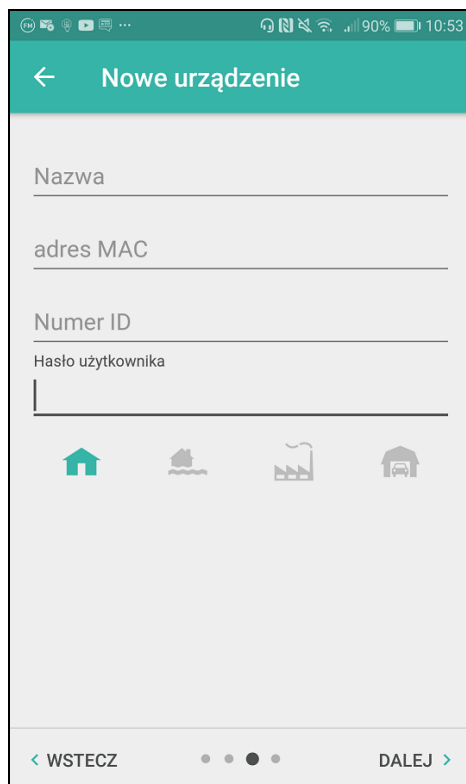 90% 10:53
Nowe urządzenie
Nazwa
adres MAC
Numer ID
Hasło użytkownika
WSTECZ DALEJ